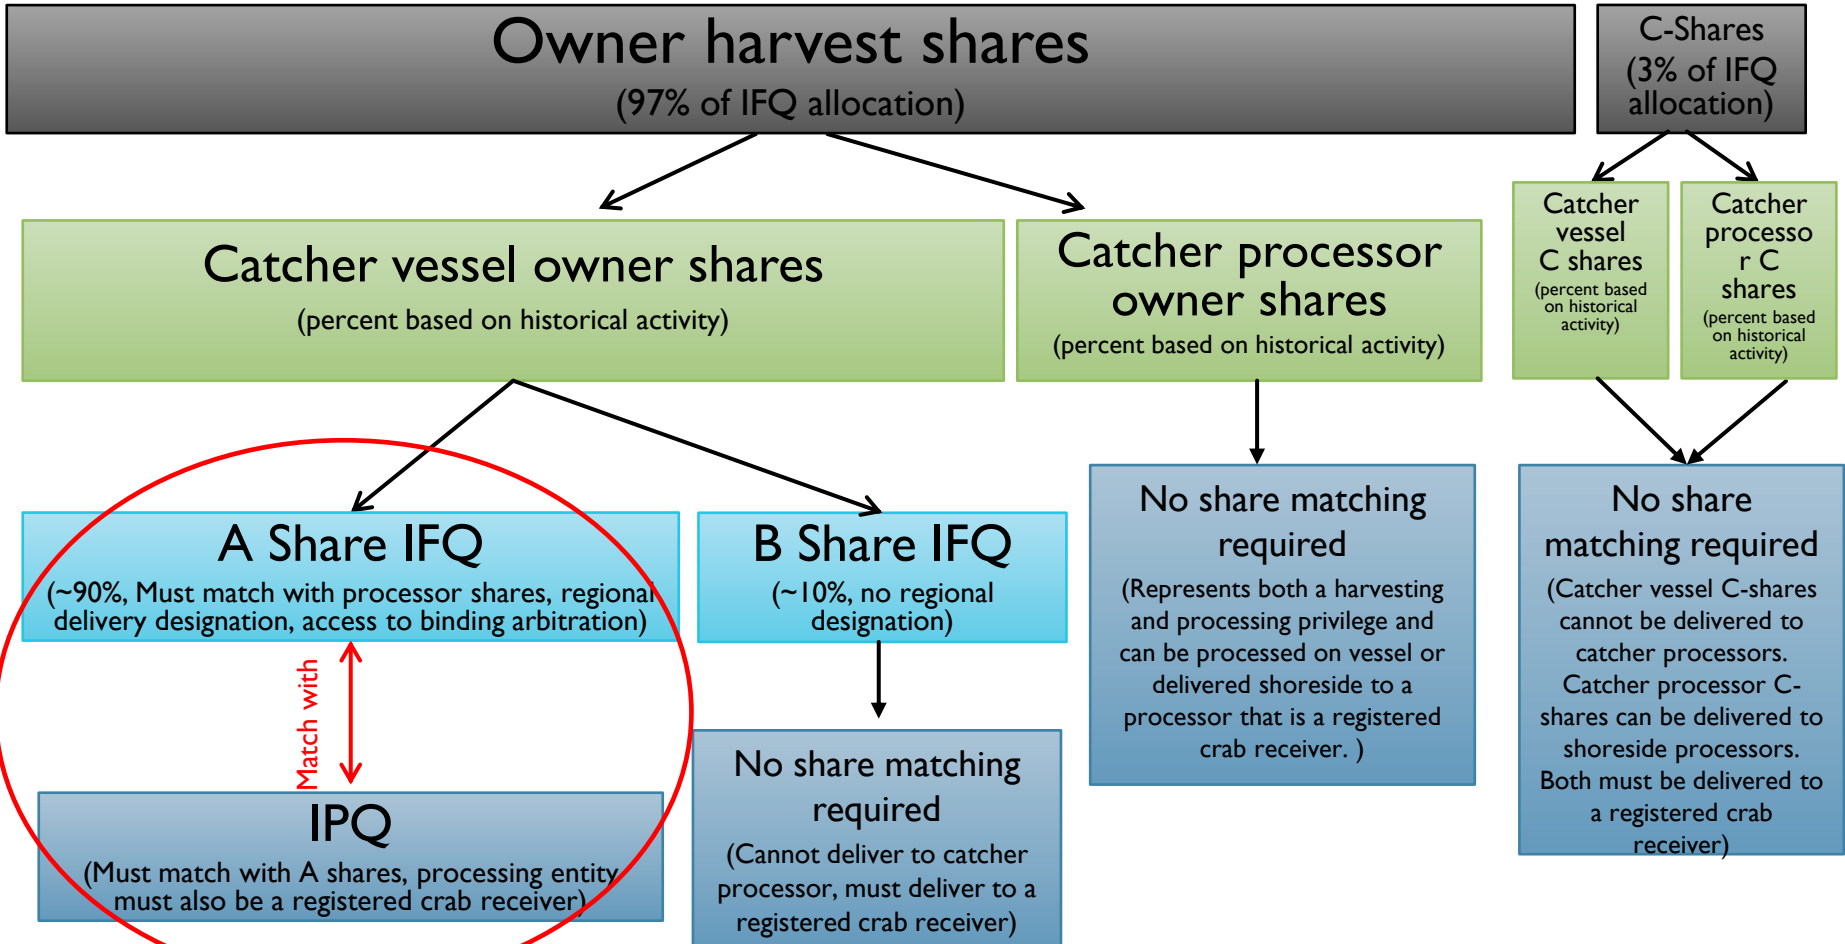 Owner harvest shares
(97% of IFQ allocation)
C-Shares
(3% of IFQ
allocation)
Catcher vessel owner shares
(percent based on historical activity)
Catcher processor
owner shares
(percent based on historical activity)
Catcher
vessel
C shares
(percent based
on historical
activity)
Catcher
processo
r C
shares
(percent based
on historical
activity)
A Share IFQ
(~90%, Must match with processor shares, regional
delivery designation, access to binding arbitration)
Match with
IPQ
(Must match with A shares, processing entity
must also be a registered crab receiver)
B Share IFQ
(~10%, no regional
designation)
No share matching
required
(Cannot deliver to catcher
processor, must deliver to a
registered crab receiver)
No share matching
required
(Represents both a harvesting
and processing privilege and
can be processed on vessel or
delivered shoreside to a
processor that is a registered
crab receiver. )
No share
matching required
(Catcher vessel C-shares
cannot be delivered to
catcher processors.
Catcher processor C-
shares can be delivered to
shoreside processors.
Both must be delivered to
a registered crab
receiver)